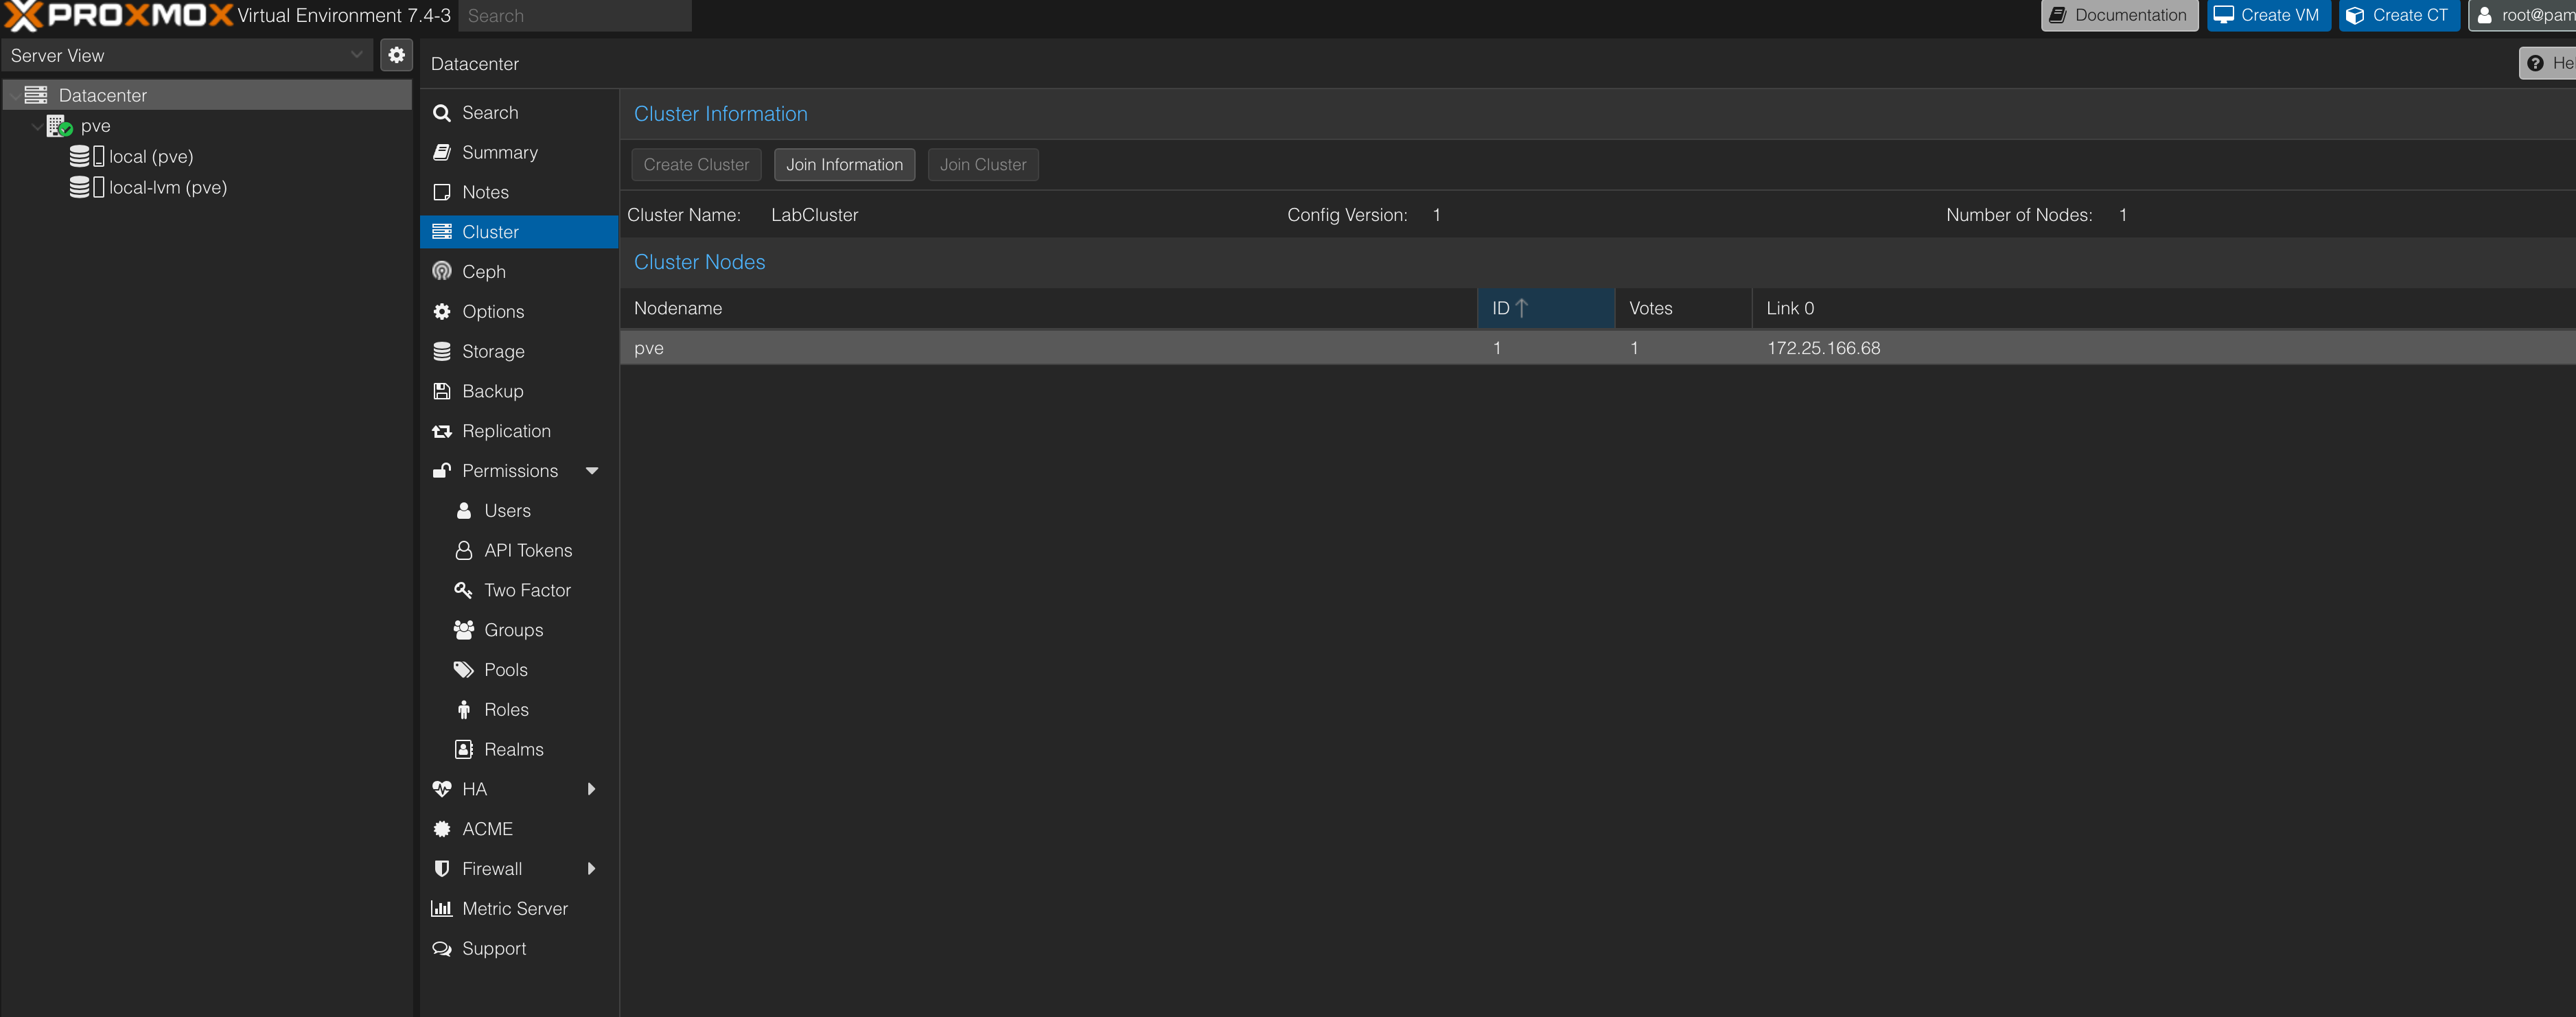 PROXMOX Virtual Environment 7.4-3 Search Documentation Create VM Create CT root@pam
Server View
Datacenter
pve
local (pve)
local-lvm (pve)
Datacenter
Search
Summary
Notes
Cluster
Ceph
Options
Storage
Backup
Replication
Permissions
Users
API Tokens
Two Factor
Groups
Pools
Roles
Realms
HA
ACME
Firewall
Metric Server
Support
Cluster Information
Create Cluster Join Information Join Cluster
Cluster Name: LabCluster Config Version: 1 Number of Nodes: 1
Cluster Nodes
Nodename ID Votes Link 0
pve 1 1 172.25.166.68